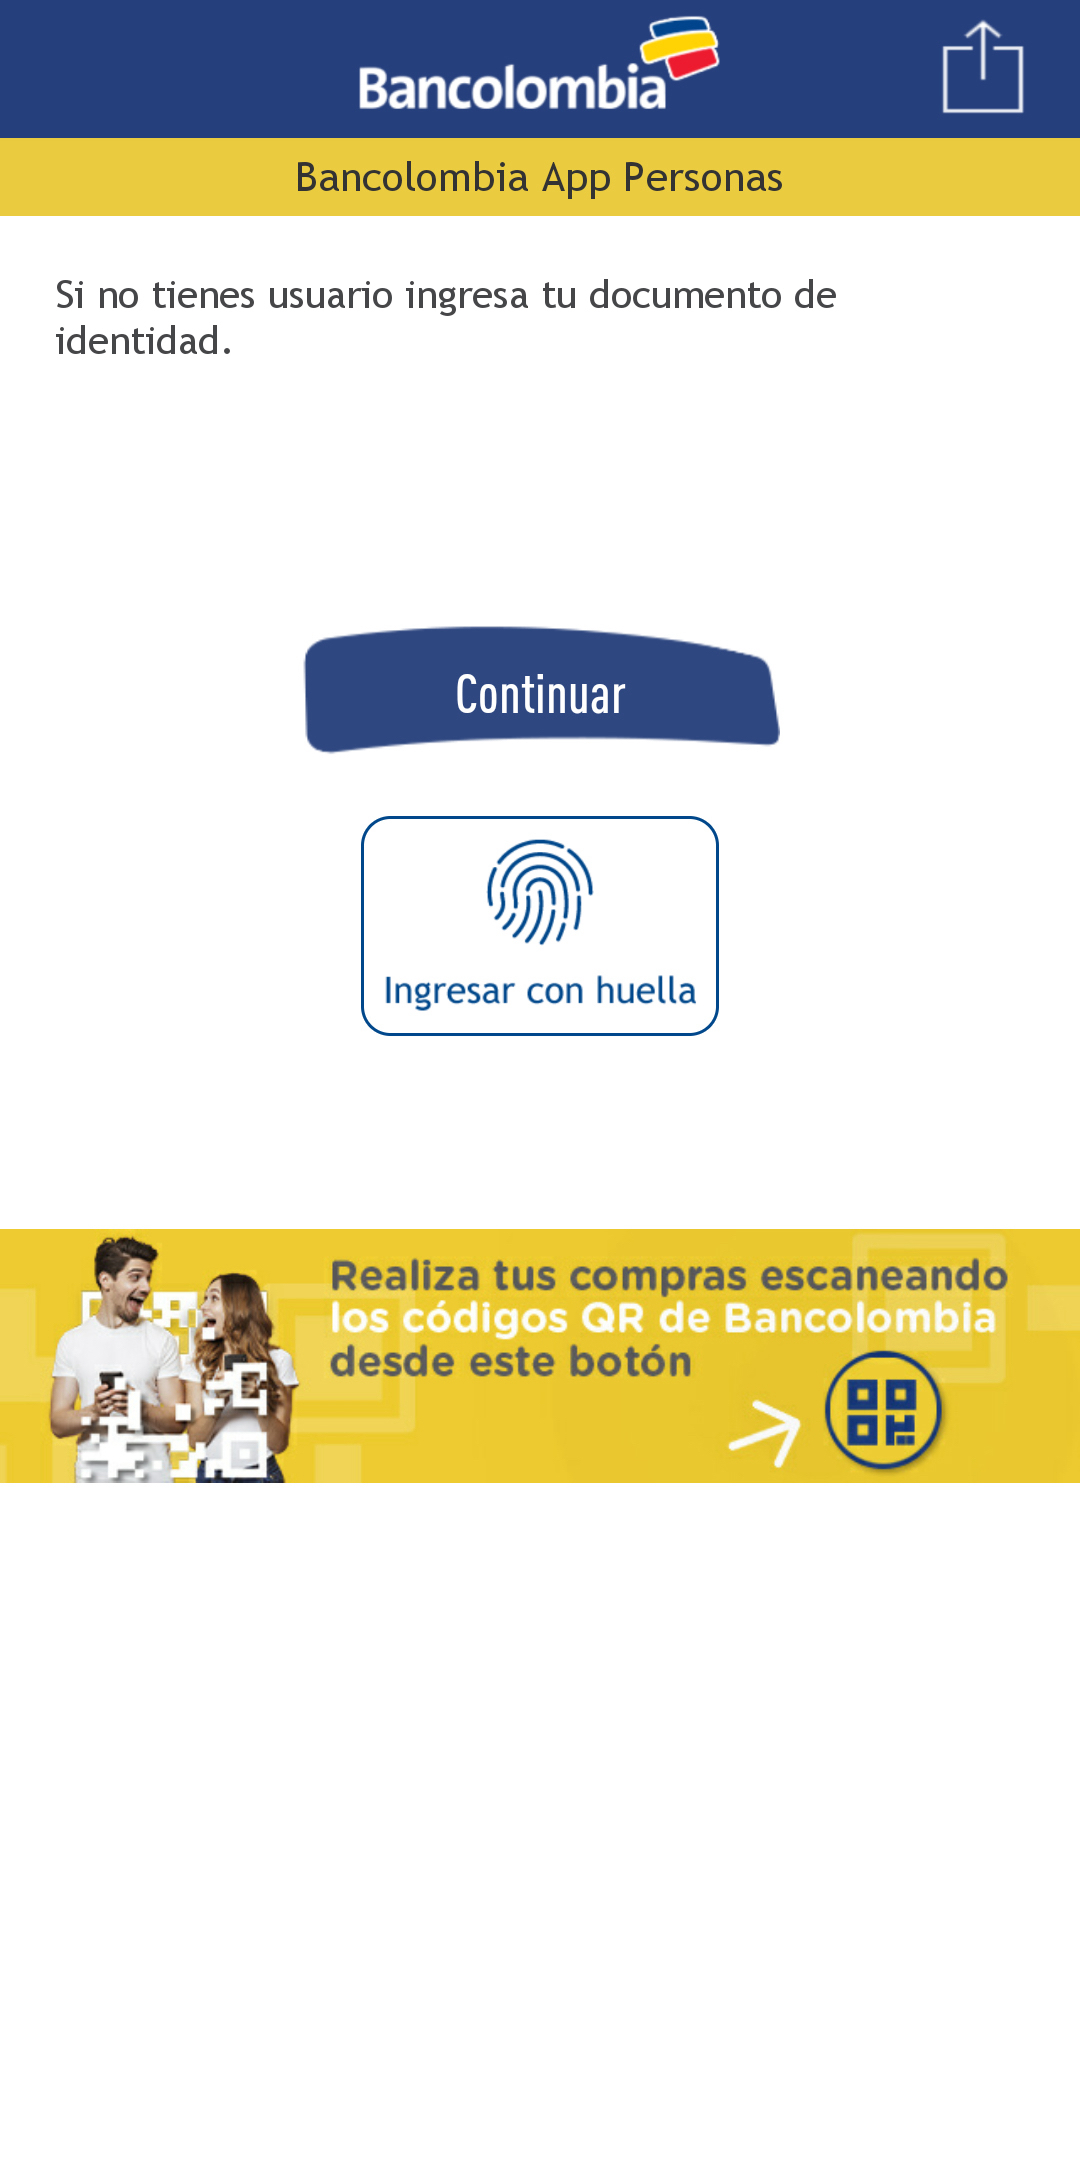 Bancolombia
Bancolombia App Personas
Si no tienes usuario ingresa tu documento de
identidad.
Continuar
Ingresar con huella
Realiza tus compras escaneando
los códigos QR de Bancolombia
desde este botón